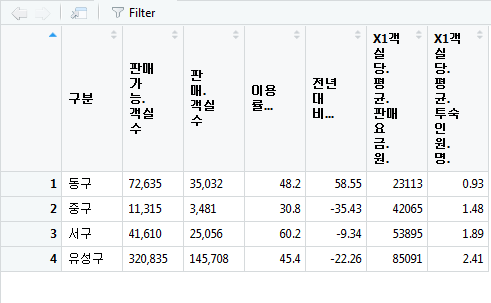 Filter
구분
판매
가
능.
객실
수
판
매.
객실
수
이용
률...
전년
대
비...
X1객
실
당.
평
균.
판매
요
금.
원.
X1객
실
당.
평
균.
투숙
인
원.
명.
1 동구 72,635 35,032 48.2 58.55 23113 0.93
2 중구 11,315 3,481 30.8 -35.43 42065 1.48
3 서구 41,610 25,056 60.2 -9.34 53895 1.89
4 유성구 320,835 145,708 45.4 -22.26 85091 2.41